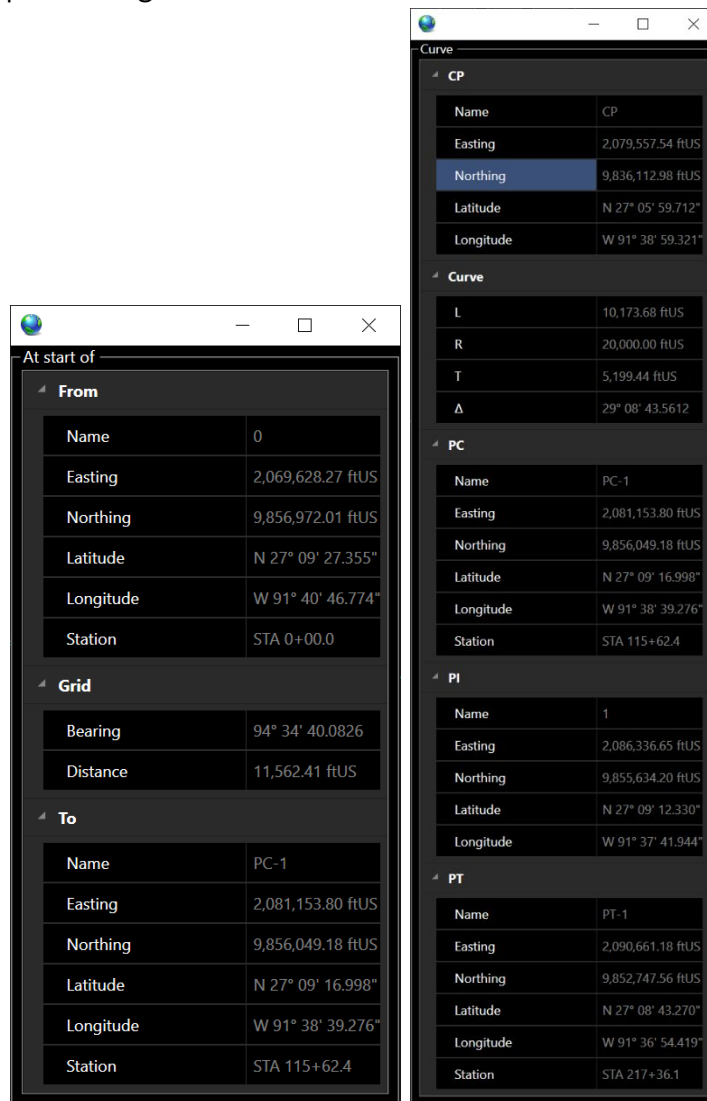 At start of
From
Name 0
Easting 2,069,628.27 ftUS
Northing 9,856,972.01 ftUS
Latitude N 27° 09' 27.355"
Longitude W 91° 40' 46.774"
Station STA 0+00.0
Grid
Bearing 94° 34' 40.0826
Distance 11,562.41 ftUS
To
Name PC-1
Easting 2,081,153.80 ftUS
Northing 9,856,049.18 ftUS
Latitude N 27° 09' 16.998"
Longitude W 91° 38' 39.276"
Station STA 115+62.4
Curve
CP
Name CP
Easting 2,079,557.54 ftUS
Northing 9,836,112.98 ftUS
Latitude N 27° 05' 59.712"
Longitude W 91° 38' 59.321"
Curve
L 10,173.68 ftUS
R 20,000.00 ftUS
T 5,199.44 ftUS
Δ 29° 08' 43.5612
PC
Name PC-1
Easting 2,081,153.80 ftUS
Northing 9,856,049.18 ftUS
Latitude N 27° 09' 16.998"
Longitude W 91° 38' 39.276"
Station STA 115+62.4
PI
Name 1
Easting 2,086,336.65 ftUS
Northing 9,855,634.20 ftUS
Latitude N 27° 09' 12.330"
Longitude W 91° 37' 41.944"
PT
Name PT-1
Easting 2,090,661.18 ftUS
Northing 9,852,747.56 ftUS
Latitude N 27° 08' 43.270"
Longitude W 91° 36' 54.419"
Station STA 217+36.1